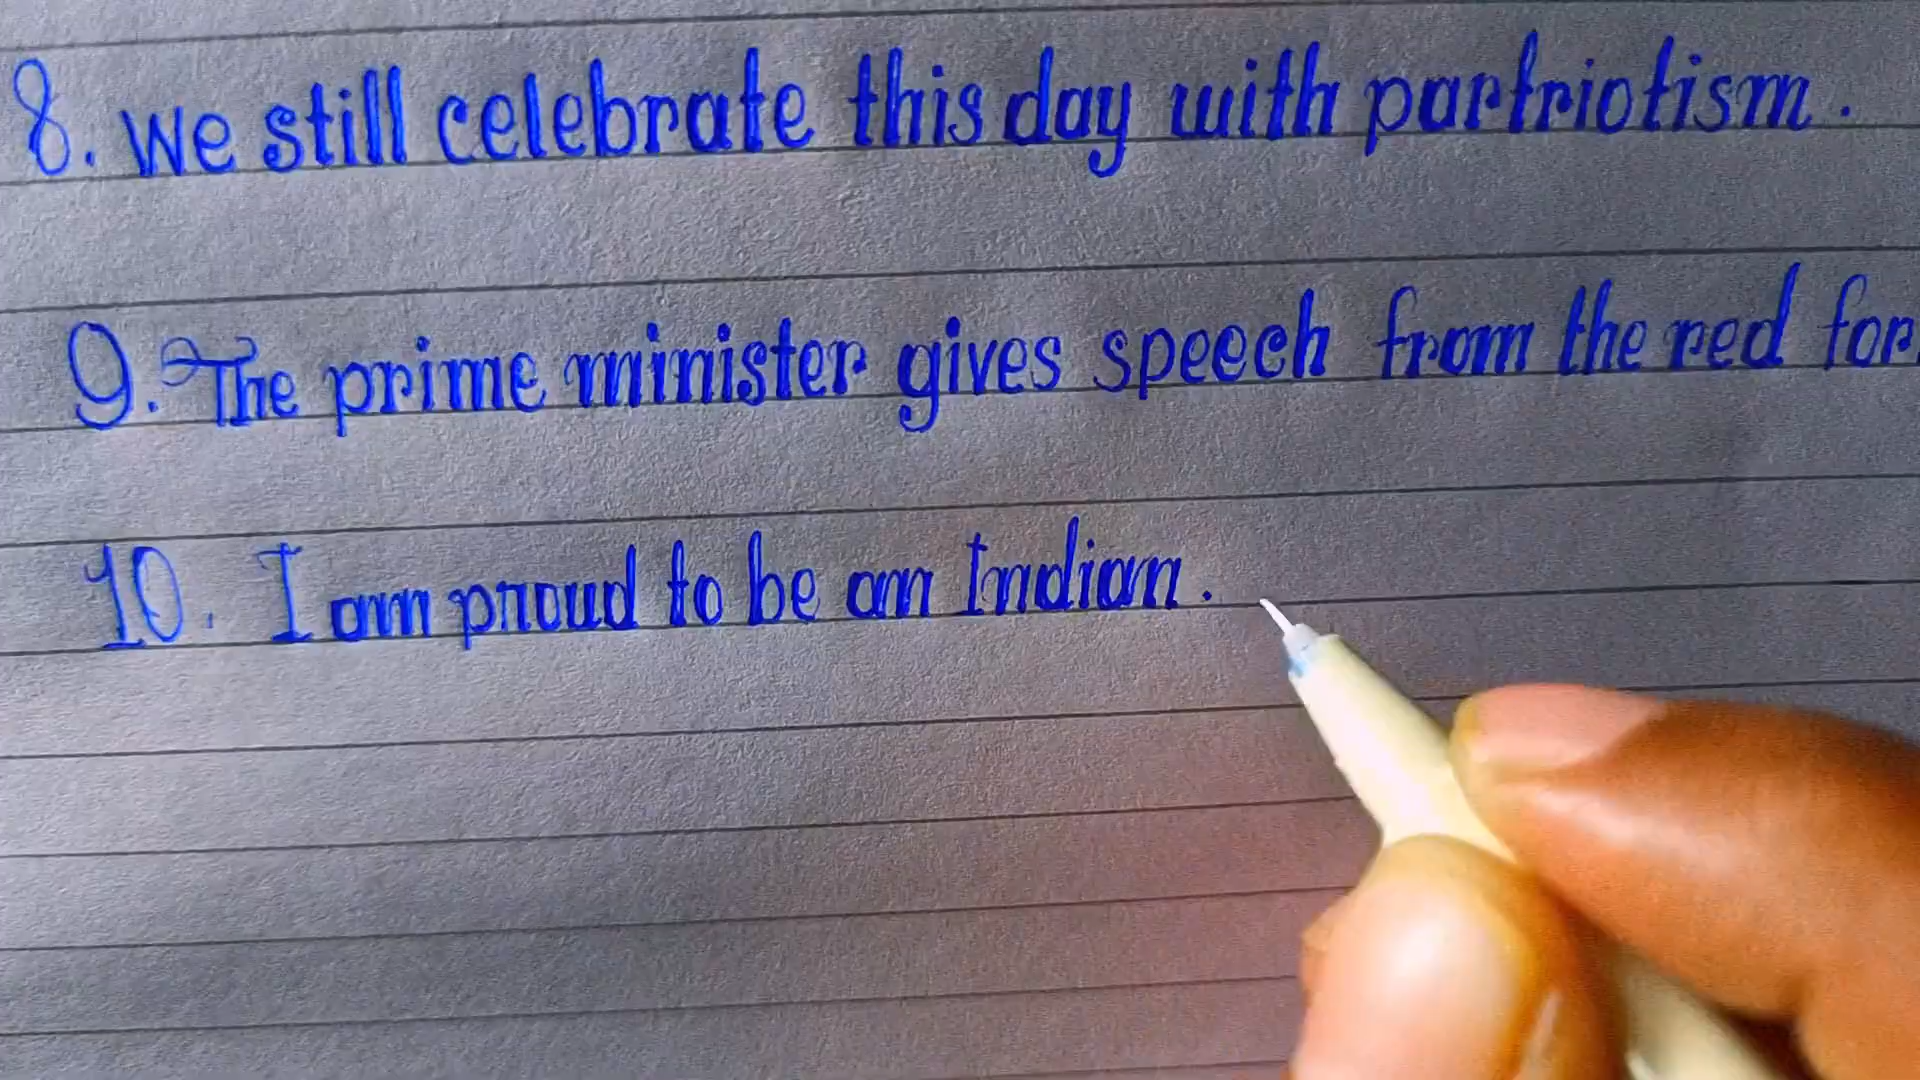 8. We still celebrate this day with partriotism.
9. The prime minister gives speech from the red for
10. I am proud to be an Indian.